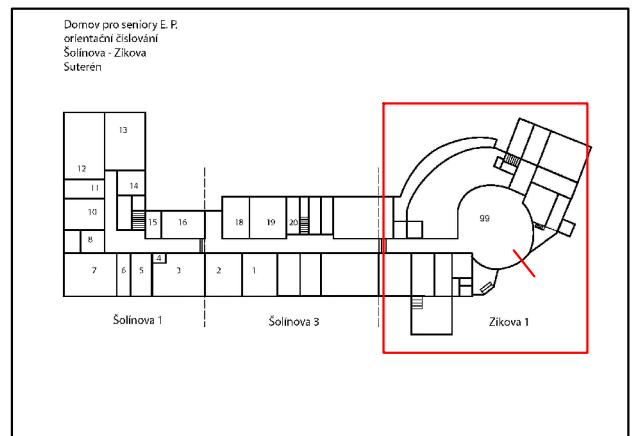 Domov pro seniory E. P.
orientační číslování
Šolínova - Zikova
Suterén
13
12
11
14
10
15
16
18
19
20
99
8
4
7
6
5
3
2
1
Šolínova 1
Šolínova 3
Zikova 1